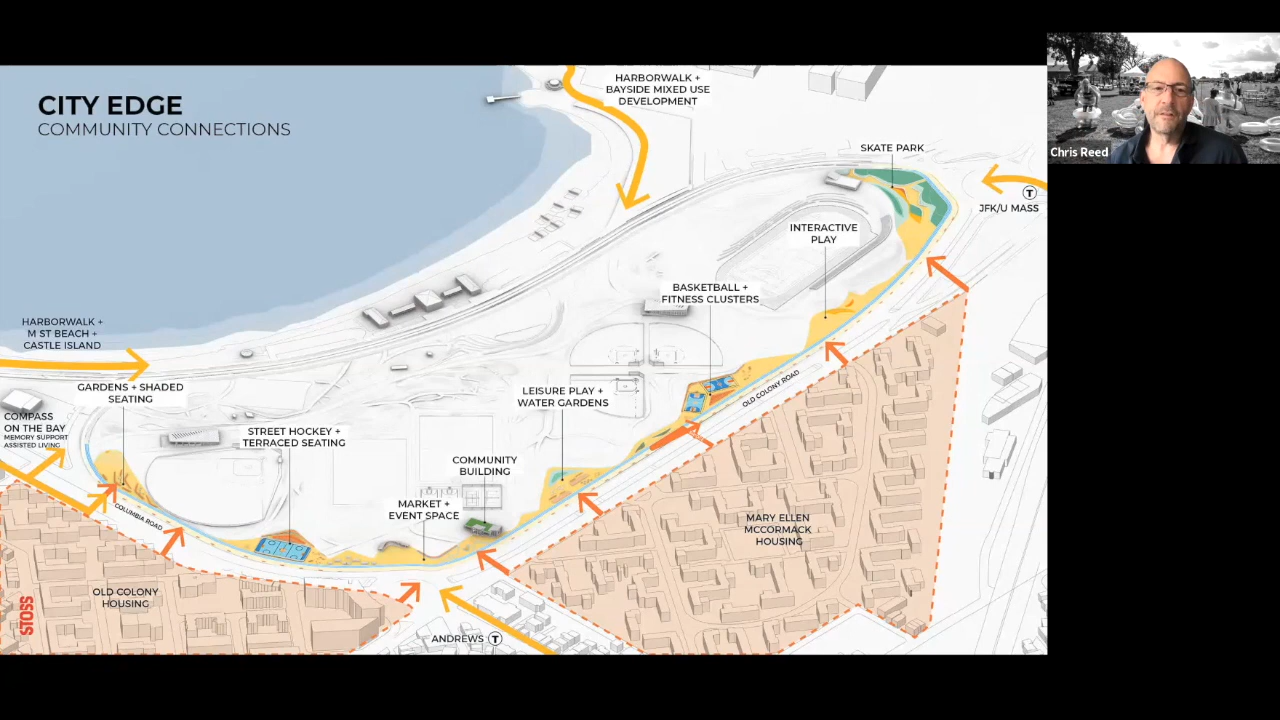 CITY EDGE
COMMUNITY CONNECTIONS
HARBORWALK +
BAYSIDE MIXED USE
DEVELOPMENT
SKATE PARK
T
JFK/U MASS
INTERACTIVE
PLAY
BASKETBALL +
FITNESS CLUSTERS
HARBORWALK +
M ST BEACH +
CASTLE ISLAND
GARDENS + SHADED
SEATING
COMPASS
ON THE BAY
MEMORY SUPPORT
ASSISTED LIVING
LEISURE PLAY +
WATER GARDENS
OLD COLONY ROAD
STREET HOCKEY +
TERRACED SEATING
COMMUNITY
BUILDING
MARKET +
EVENT SPACE
COLUMBIA ROAD
MARY ELLEN
MCCORMACK
HOUSING
OLD COLONY
HOUSING
ANDREWS T
STOSS
Chris Reed